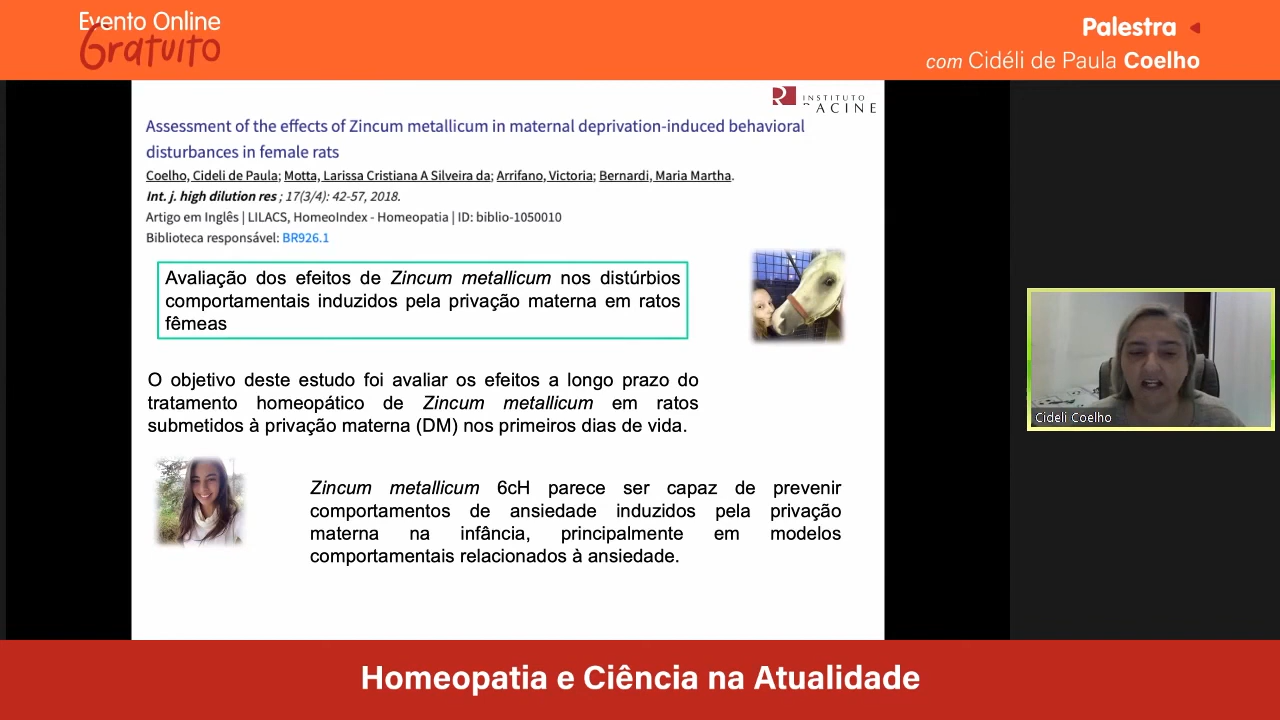 Evento Online
Gratuito
Palestra
com Cidéli de Paula Coelho
INSTITUTO
RACINE
Assessment of the effects of Zincum metallicum in maternal deprivation-induced behavioral
disturbances in female rats
Coelho, Cideli de Paula; Motta, Larissa Cristiana A Silveira da; Arrifano, Victoria; Bernardi, Maria Martha.
Int. j. high dilution res ; 17(3/4): 42-57, 2018.
Artigo em Inglês | LILACS, HomeoIndex - Homeopatia | ID: biblio-1050010
Biblioteca responsável: BR926.1
Avaliação dos efeitos de Zincum metallicum nos distúrbios
comportamentais induzidos pela privação materna em ratos
fêmeas
O objetivo deste estudo foi avaliar os efeitos a longo prazo do
tratamento homeopático de Zincum metallicum em ratos
submetidos à privação materna (DM) nos primeiros dias de vida.
Zincum metallicum 6cH parece ser capaz de prevenir
comportamentos de ansiedade induzidos pela privação
materna na infância, principalmente em modelos
comportamentais relacionados à ansiedade.
Cideli Coelho
Homeopatia e Ciência na Atualidade